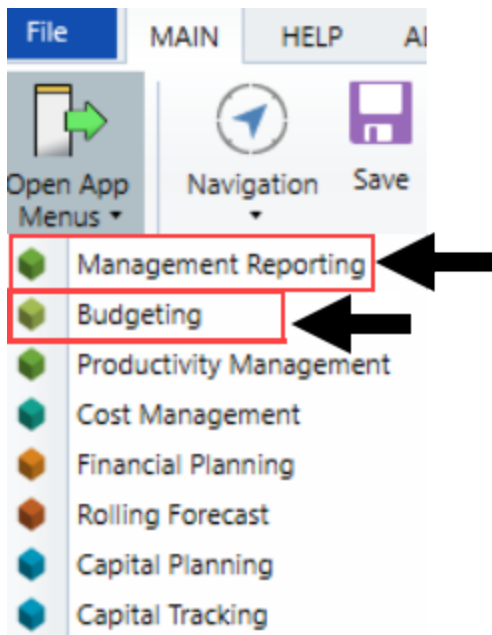 File MAIN HELP
Open App Menus Navigation Save
Management Reporting
Budgeting
Productivity Management
Cost Management
Financial Planning
Rolling Forecast
Capital Planning
Capital Tracking